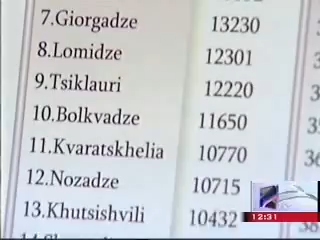 7.Giorgadze 13230
8.Lomidze 12301
9.Tsiklauri 12220
10.Bolkvadze 11650
11.Kvaratskhelia 10770
12.Nozadze 10715
13.Khutsishvili 10432
12:31